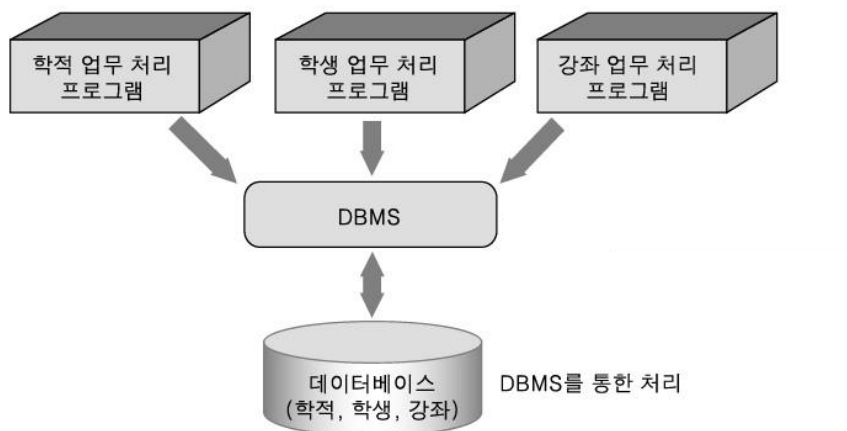 학적 업무 처리
프로그램
학생 업무 처리
프로그램
강좌 업무 처리
프로그램
DBMS
데이터베이스
(학적, 학생, 강좌)
DBMS를 통한 처리